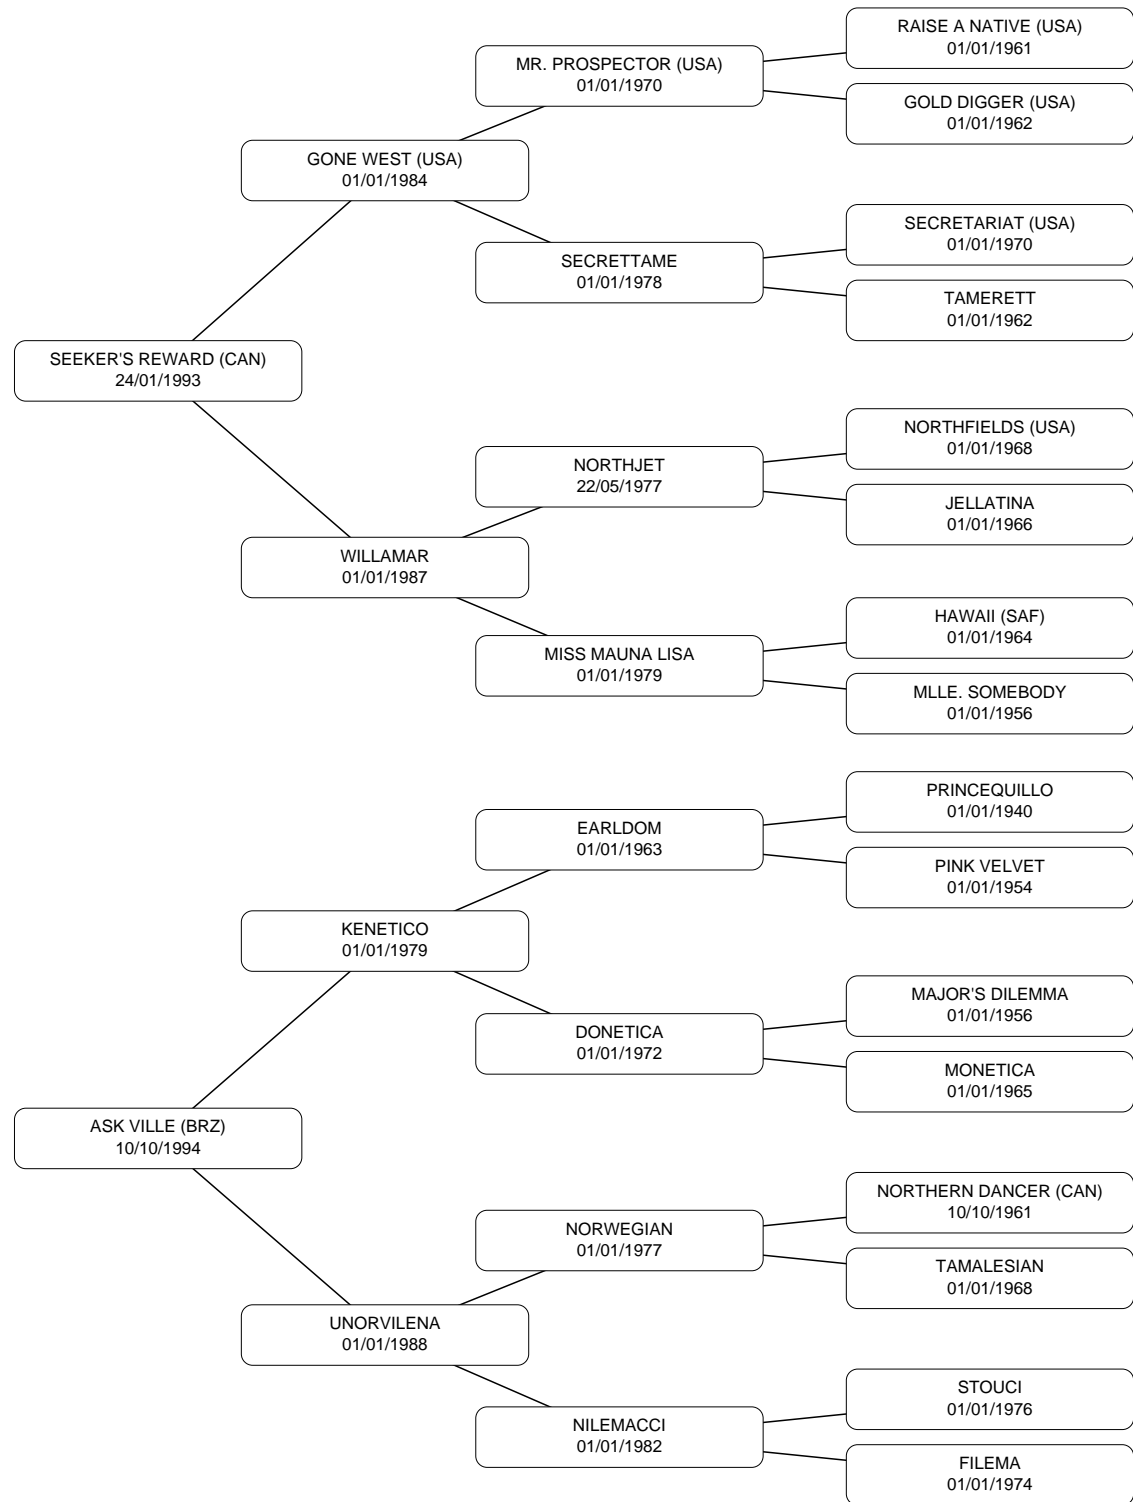 RAISE A NATIVE (USA)
01/01/1961
MR. PROSPECTOR (USA)
01/01/1970
GOLD DIGGER (USA)
01/01/1962
GONE WEST (USA)
01/01/1984
SECRETARIAT (USA)
01/01/1970
SECRETTAME
01/01/1978
TAMERETT
01/01/1962
SEEKER'S REWARD (CAN)
24/01/1993
NORTHFIELDS (USA)
01/01/1968
NORTHJET
22/05/1977
JELLATINA
01/01/1966
WILLAMAR
01/01/1987
HAWAII (SAF)
01/01/1964
MISS MAUNA LISA
01/01/1979
MLLE. SOMEBODY
01/01/1956
PRINCEQUILLO
01/01/1940
EARLDOM
01/01/1963
PINK VELVET
01/01/1954
KENETICO
01/01/1979
MAJOR'S DILEMMA
01/01/1956
DONETICA
01/01/1972
MONETICA
01/01/1965
ASK VILLE (BRZ)
10/10/1994
NORTHERN DANCER (CAN)
10/10/1961
NORWEGIAN
01/01/1977
TAMALESIAN
01/01/1968
UNORVILENA
01/01/1988
STOUCI
01/01/1976
NILEMACCI
01/01/1982
FILEMA
01/01/1974